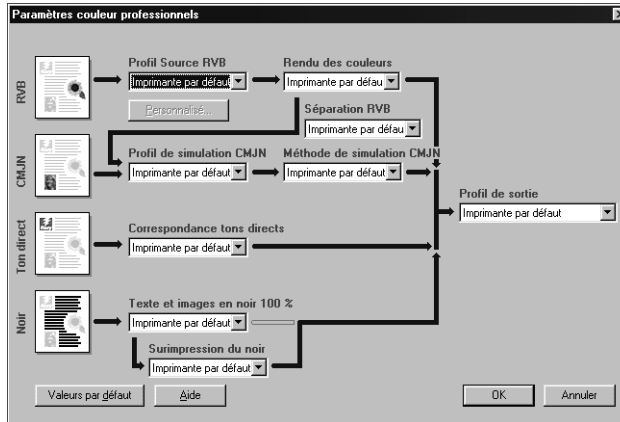 Paramètres couleur professionnels
RVB
Profil Source RVB
Imprimante par défaut
Rendu des couleurs
Imprimante par défau
Personnalisé...
Séparation RVB
Imprimante par défau
CMJN
Profil de simulation CMJN
Imprimante par défaut
Méthode de simulation CMJN
Imprimante par défaut
Profil de sortie
Imprimante par défaut
Ton direct
Correspondance tons directs
Imprimante par défaut
Noir
Texte et images en noir 100 %
Imprimante par défaut
Surimpression du noir
Imprimante par défaut
Valeurs par défaut
Aide
OK
Annuler